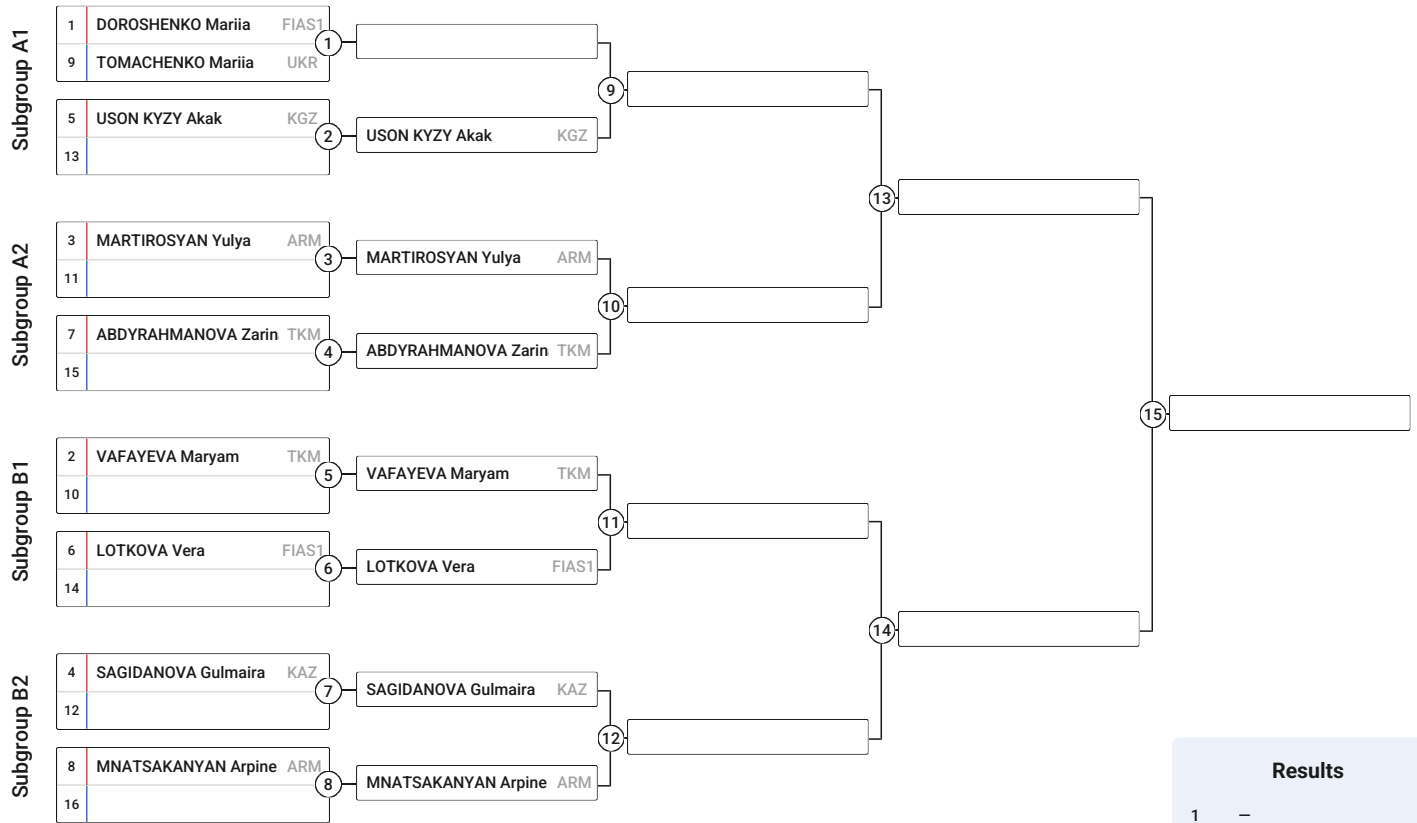 Subgroup A1
1 DOROSHENKO Mariia FIAS1
9 TOMACHENKO Mariia UKR
1
5 USON KYZY Akak KGZ
13
2
USON KYZY Akak KGZ
9
Subgroup A2
3 MARTIROSYAN Yulya ARM
11
3
MARTIROSYAN Yulya ARM
7 ABDYRAHMANOVA Zarin TKM
15
4
ABDYRAHMANOVA Zarin TKM
10
13
Subgroup B1
2 VAFAYEVA Maryam TKM
10
5
VAFAYEVA Maryam TKM
6 LOTKOVA Vera FIAS1
14
6
LOTKOVA Vera FIAS1
11
Subgroup B2
4 SAGIDANOVA Gulmaira KAZ
12
7
SAGIDANOVA Gulmaira KAZ
8 MNATSAKANYAN Arpine ARM
16
8
MNATSAKANYAN Arpine ARM
12
14
15
Results
1 –